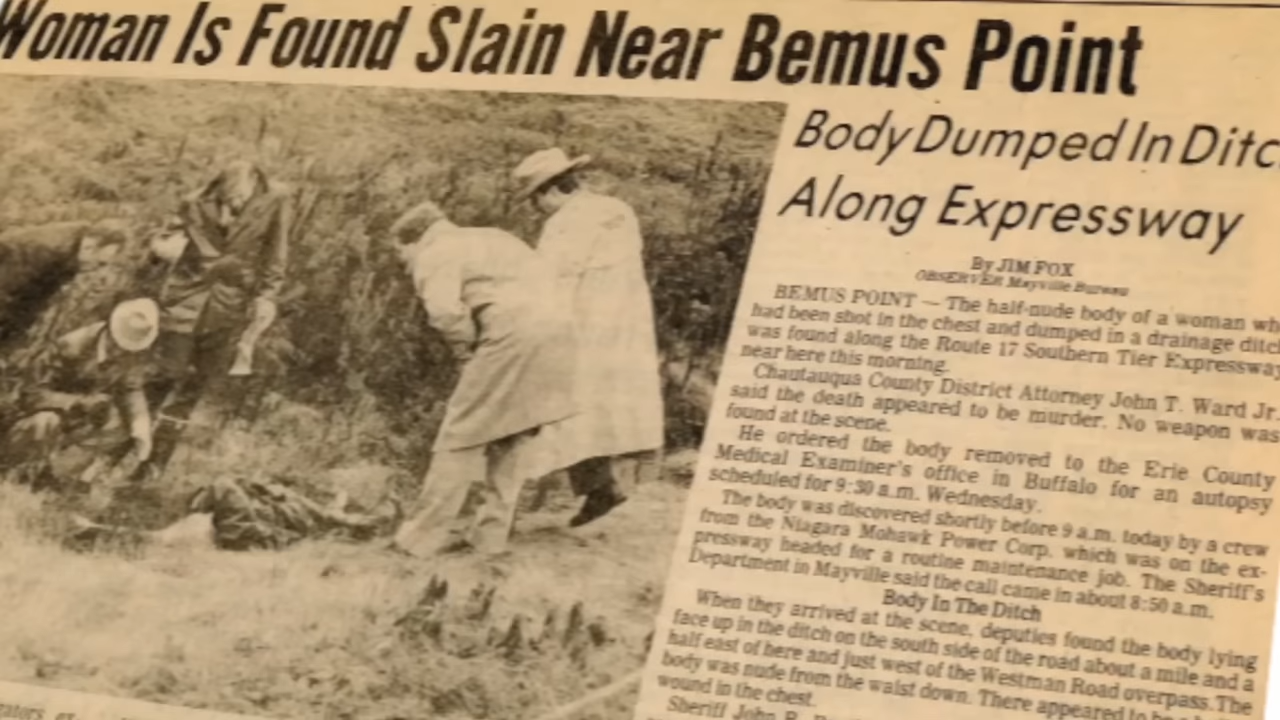 Woman Is Found Slain Near Bemus Point
Body Dumped In Ditc
Along Expressway
By JIM FOX
OBSERVER Mayville Bureau
BEMUS POINT — The half-nude body of a woman wh
had been shot in the chest and dumped in a drainage ditch
was found along the Route 17 Southern Tier Expressway
near here this morning.
Chautauqua County District Attorney John T. Ward Jr.
said the death appeared to be murder. No weapon was
found at the scene.
He ordered the body removed to the Erie County
Medical Examiner's office in Buffalo for an autopsy
scheduled for 9:30 a.m. Wednesday.
The body was discovered shortly before 9 a.m. today by a crew
from the Niagara Mohawk Power Corp. which was on the ex-
pressway headed for a routine maintenance job. The Sheriff's
Department in Mayville said the call came in about 8:50 a.m.
Body In The Ditch
When they arrived at the scene, deputies found the body lying
face up in the ditch on the south side of the road about a mile and a
half east of here and just west of the Westman Road overpass. The
body was nude from the waist down. There appeared to b
wound in the chest.
Sheriff John R.